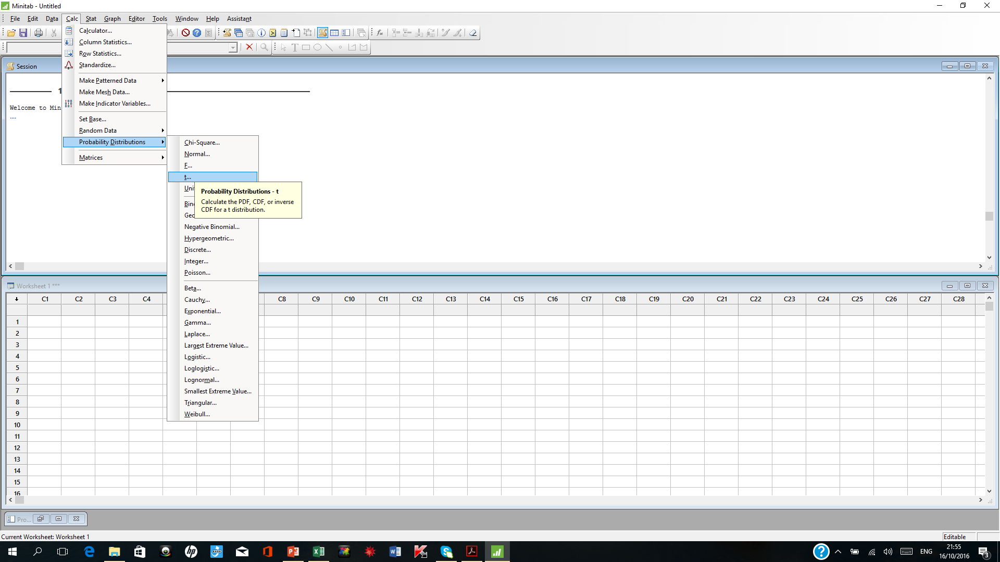 Minitab - Untitled
File Edit Data Calc Stat Graph Editor Tools Window Help Assistant
Calculator...
Column Statistics...
Row Statistics...
Standardize...
Make Patterned Data
Make Mesh Data...
Make Indicator Variables...
Set Base...
Random Data
Probability Distributions
Matrices
Session
Welcome to Min
....
Chi-Square...
Normal...
F...
t...
Uni
Bin
Geo
Negative Binomial...
Hypergeometric...
Discrete...
Integer...
Poisson...
Beta...
Cauchy...
Exponential...
Gamma...
Laplace...
Largest Extreme Value...
Logistic...
Loglogistic...
Lognormal...
Smallest Extreme Value...
Triangular...
Weibull...
Probability Distributions - t
Calculate the PDF, CDF, or inverse
CDF for a t distribution.
Worksheet 1 ***
C1 C2 C3 C4 C8 C9 C10 C11 C12 C13 C14 C15 C16 C17 C18 C19 C20 C21 C22 C23 C24 C25 C26 C27 C28
1
2
3
4
5
6
7
8
9
10
11
12
13
14
15
16
Pro...
Current Worksheet: Worksheet 1
Editable
ENG
21:55
16/10/2016
3